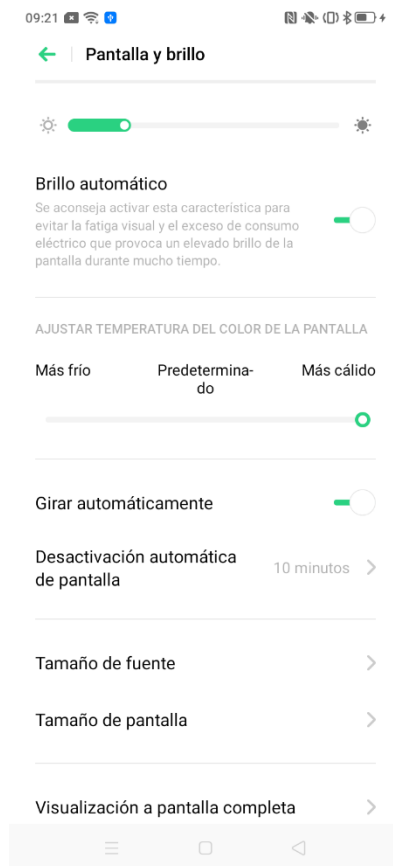 09:21
Pantalla y brillo
Brillo automático
Se aconseja activar esta característica para
evitar la fatiga visual y el exceso de consumo
eléctrico que provoca un elevado brillo de la
pantalla durante mucho tiempo.
AJUSTAR TEMPERATURA DEL COLOR DE LA PANTALLA
Más frío
Predetermina-
do
Más cálido
Girar automáticamente
Desactivación automática
de pantalla
10 minutos
Tamaño de fuente
Tamaño de pantalla
Visualización a pantalla completa